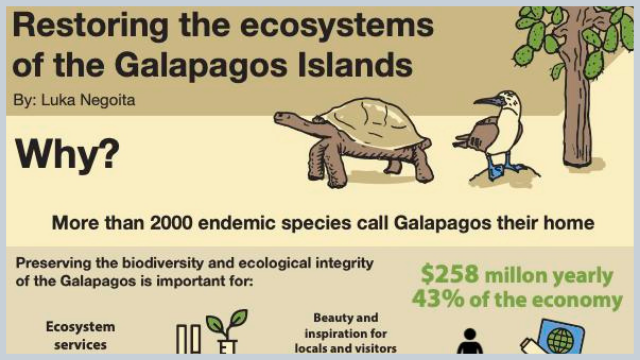 Restoring the ecosystems
of the Galapagos Islands
By: Luka Negoita
Why?
More than 2000 endemic species call Galapagos their home
Preserving the biodiversity and ecological integrity
of the Galapagos is important for:
$258 millon yearly
43% of the economy
Ecosystem
services
Beauty and
inspiration for
locals and visitors